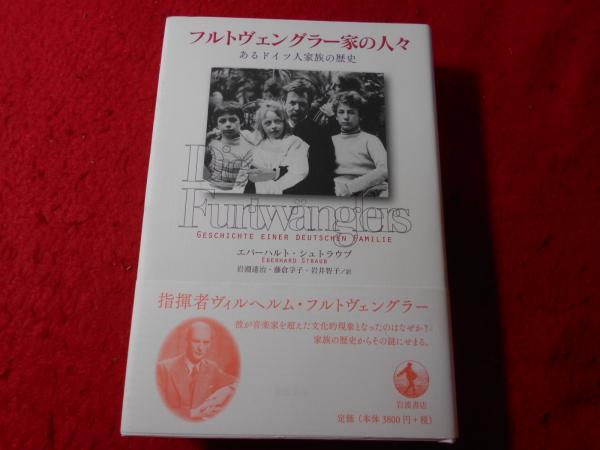 フルトヴェングラー家の人々
あるドイツ人家族の歴史
Die
Furtwänglers
GESCHICHTE EINER DEUTSCHEN FAMILIE
エバーハルト・シュトラウブ
EBERHARD STRAUB
岩淵達治・藤倉孚子・岩井智子/訳
指揮者ヴィルヘルム・フルトヴェングラー
彼が音楽家を超えた文化的現象となったのはなぜか?
家族の歴史からその謎にせまる。
岩波書店
定価(本体3800円+税)